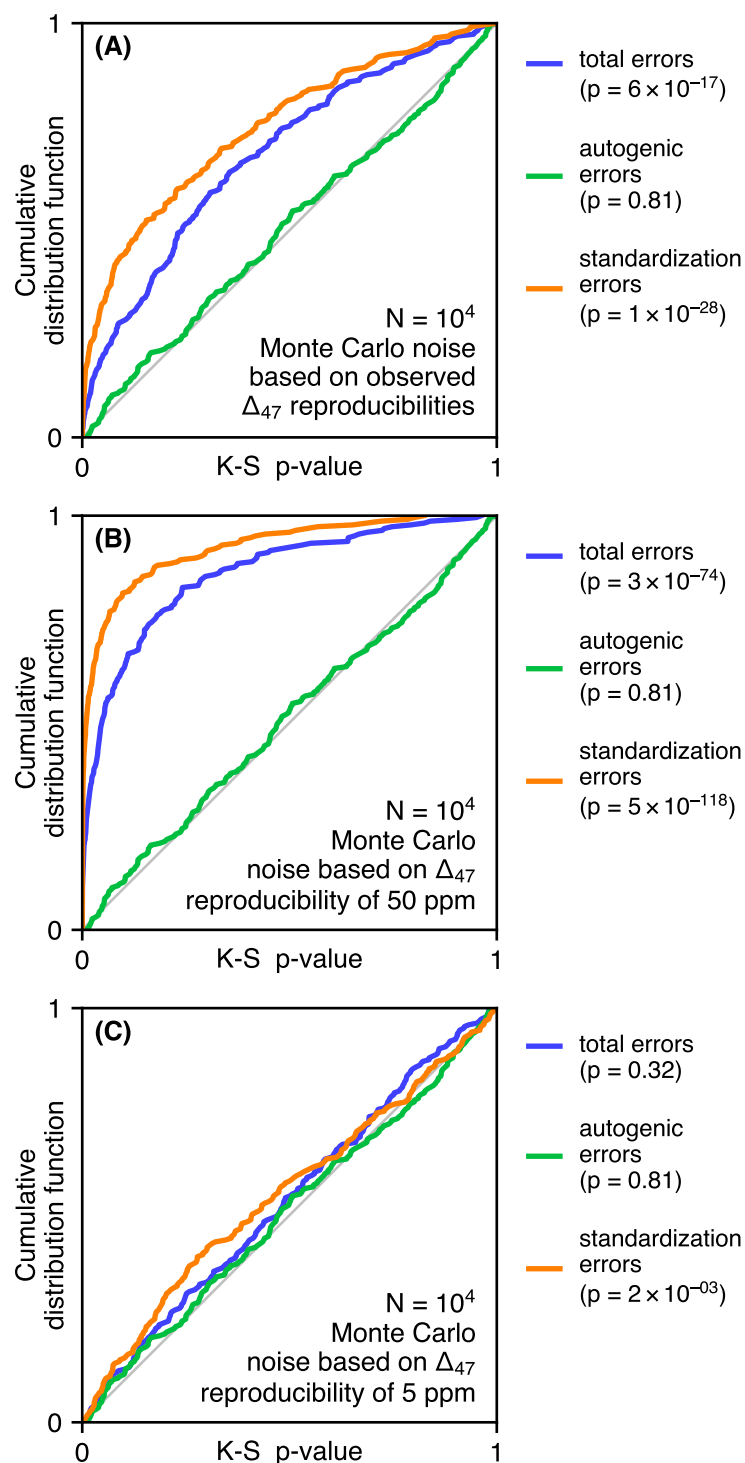 1
(A)
Cumulative
distribution function
N = 10⁴
Monte Carlo noise
based on observed
Δ₄₇ reproducibilities
0
0
K-S p-value
1
total errors
(p = 6 × 10⁻¹⁷)
autogenic
errors
(p = 0.81)
standardization
errors
(p = 1 × 10⁻²⁸)
1
(B)
Cumulative
distribution function
N = 10⁴
Monte Carlo
noise based on Δ₄₇
reproducibility of 50 ppm
0
0
K-S p-value
1
total errors
(p = 3 × 10⁻⁷⁴)
autogenic
errors
(p = 0.81)
standardization
errors
(p = 5 × 10⁻¹¹⁸)
1
(C)
Cumulative
distribution function
N = 10⁴
Monte Carlo
noise based on Δ₄₇
reproducibility of 5 ppm
0
0
K-S p-value
1
total errors
(p = 0.32)
autogenic
errors
(p = 0.81)
standardization
errors
(p = 2 × 10⁻⁰³)